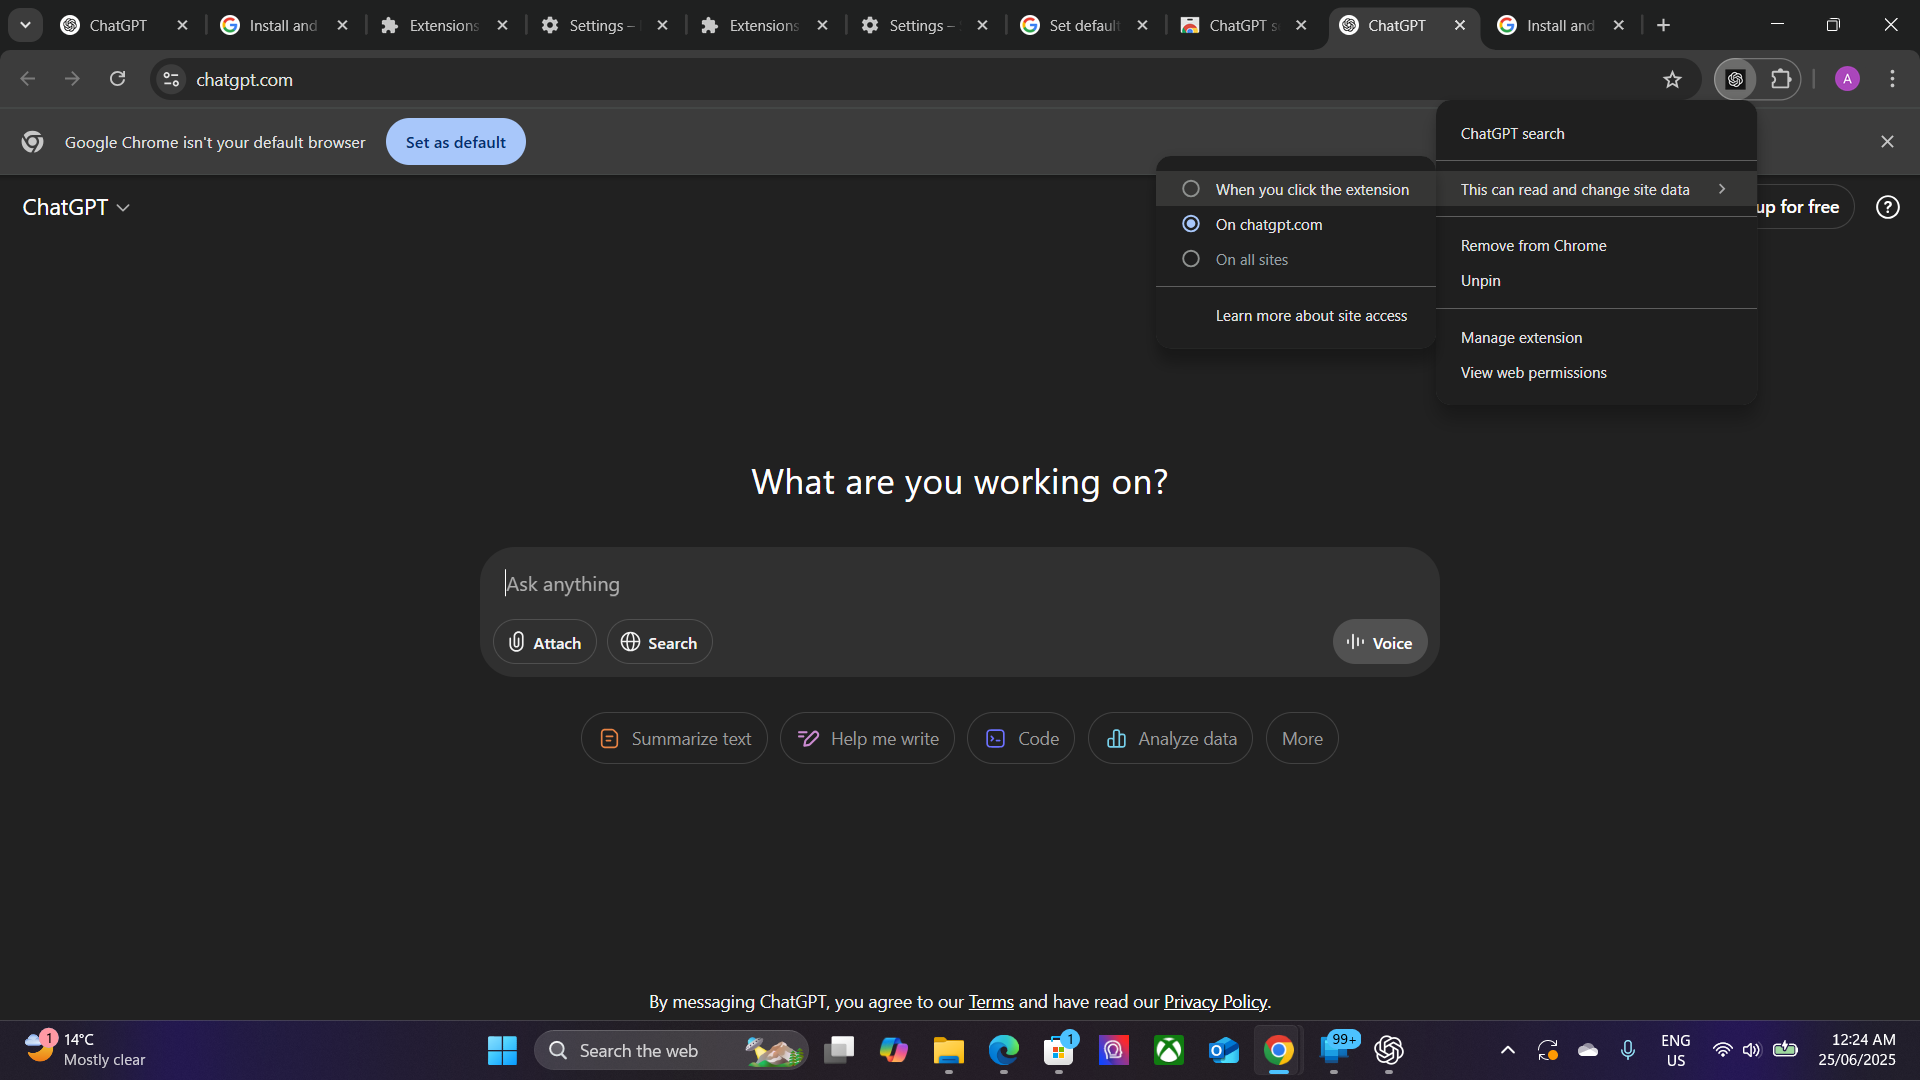 ChatGPT
Install and
Extensions
Settings –
Extensions
Settings –
Set default
ChatGPT s
ChatGPT
Install and
chatgpt.com
A
Google Chrome isn't your default browser
Set as default
ChatGPT
up for free
ChatGPT search
This can read and change site data
Remove from Chrome
Unpin
Manage extension
View web permissions
When you click the extension
On chatgpt.com
On all sites
Learn more about site access
What are you working on?
Ask anything
Attach
Search
Voice
Summarize text
Help me write
Code
Analyze data
More
By messaging ChatGPT, you agree to our Terms and have read our Privacy Policy.
1
14°C
Mostly clear
Search the web
1
99+
ENG
US
12:24 AM
25/06/2025